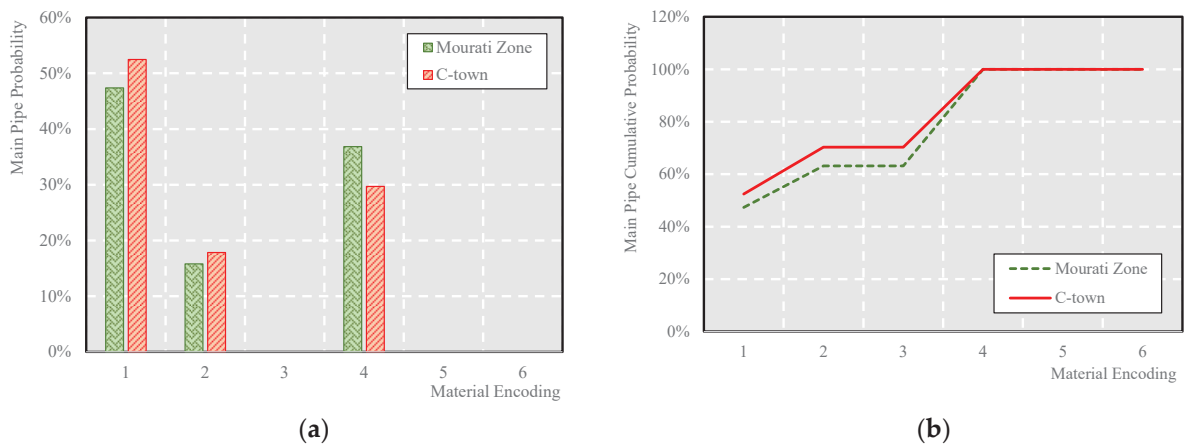 Main Pipe Probability
60%
50%
40%
30%
20%
10%
0%
Mourati Zone
C-town
1 2 3 4 5 6
Material Encoding
(a)
Main Pipe Cumulative Probability
120%
100%
80%
60%
40%
20%
0%
Mourati Zone
C-town
1 2 3 4 5 6
Material Encoding
(b)